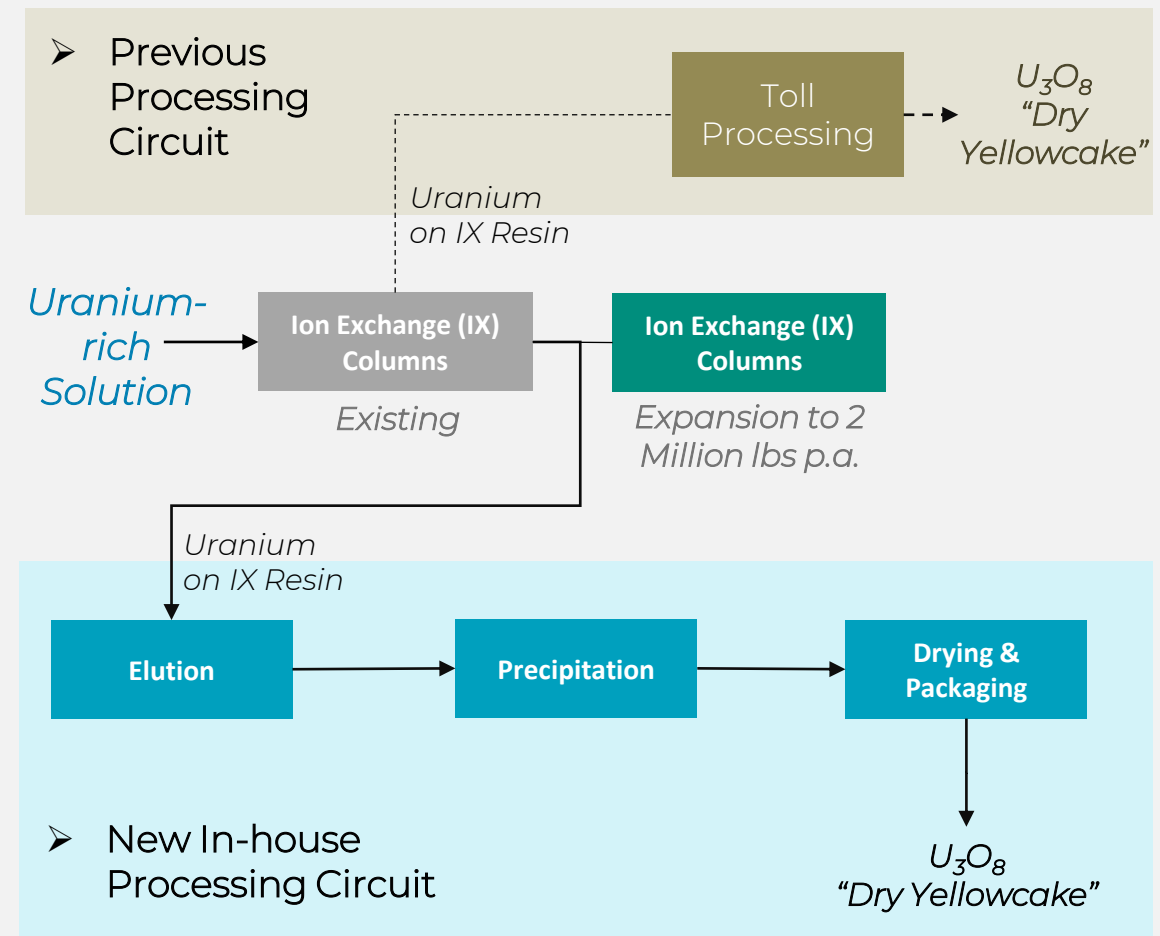 ➢ Previous
Processing
Circuit
Toll
Processing
U₃O₈
“Dry
Yellowcake”
Uranium
on IX Resin
Uranium-
rich
Solution
Ion Exchange (IX)
Columns
Existing
Ion Exchange (IX)
Columns
Expansion to 2
Million lbs p.a.
Uranium
on IX Resin
Elution
Precipitation
Drying &
Packaging
➢ New In-house
Processing Circuit
U₃O₈
“Dry Yellowcake”